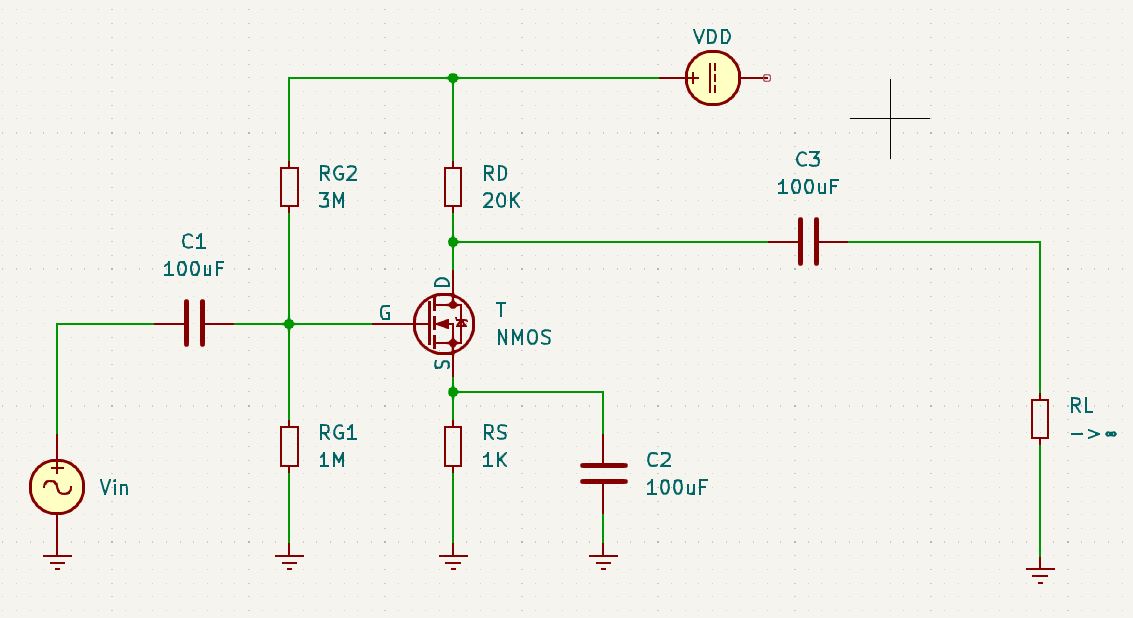 VDD
C3
100uF
RG2
3M
RD
20K
C1
100uF
D
G
T
NMOS
S
RG1
1M
RS
1K
C2
100uF
RL
->∞
Vin